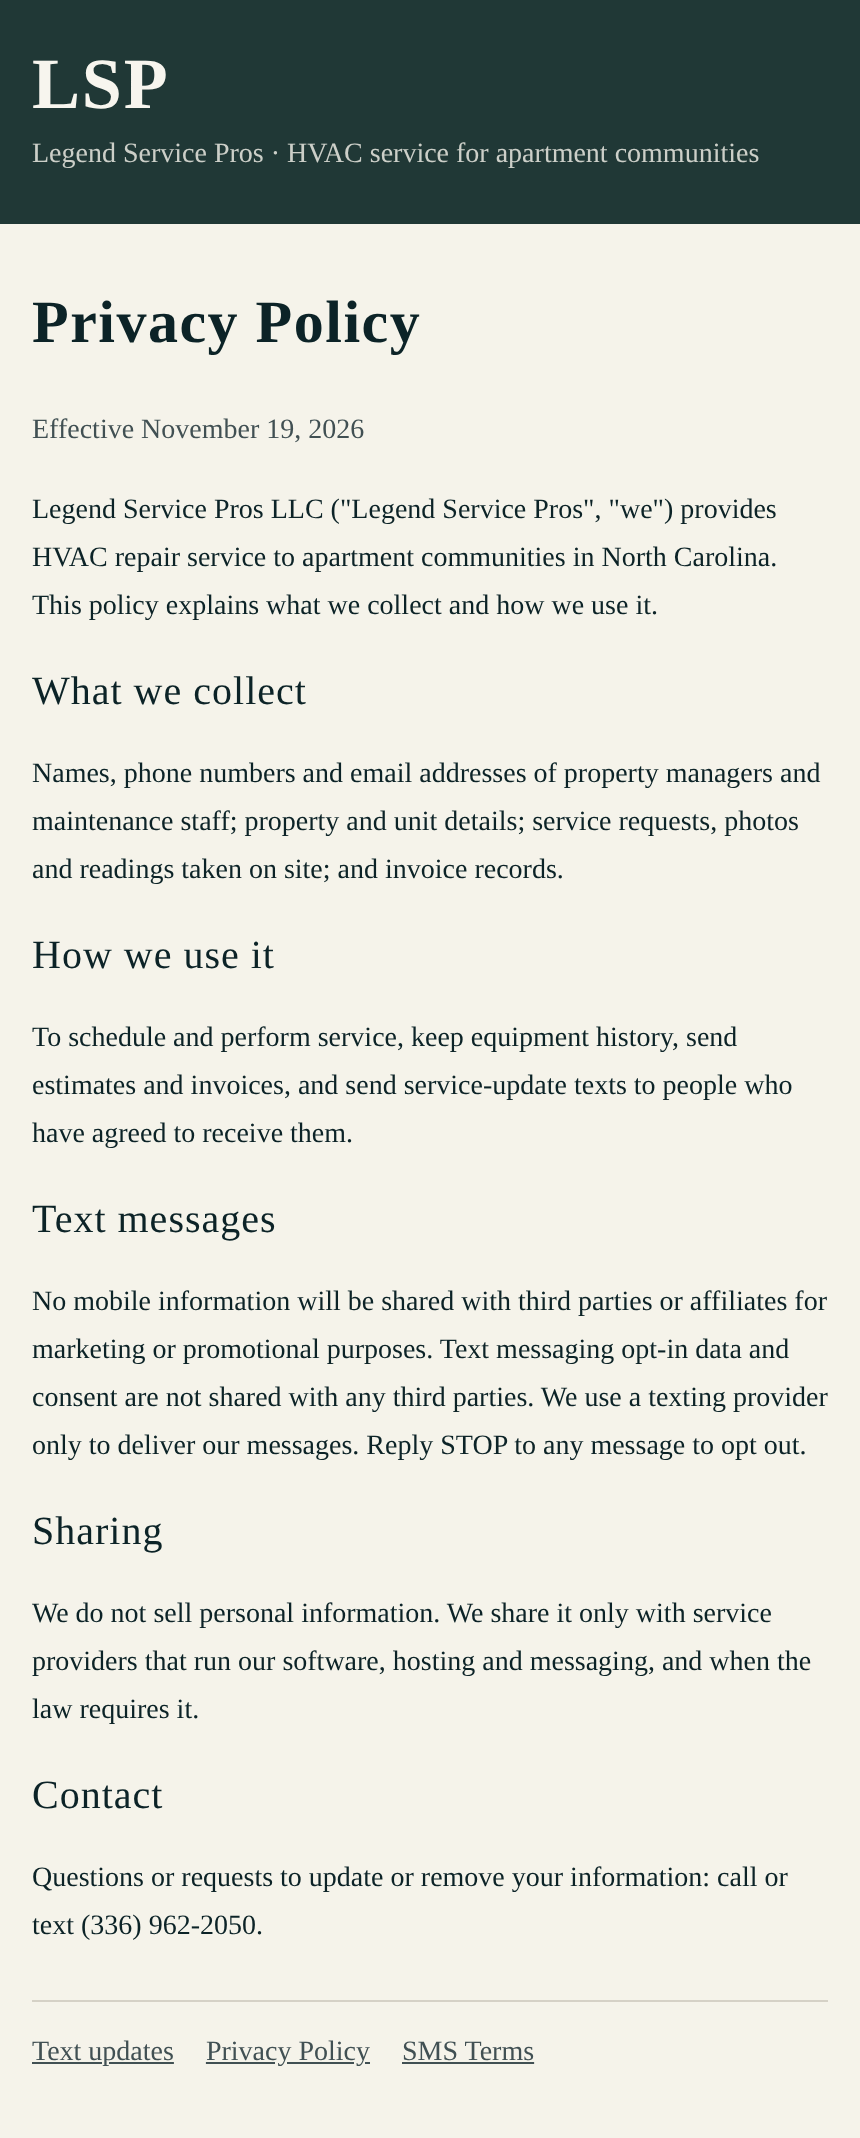 LSP
Legend Service Pros · HVAC service for apartment communities
Privacy Policy
Effective November 19, 2026
Legend Service Pros LLC ("Legend Service Pros", "we") provides
HVAC repair service to apartment communities in North Carolina.
This policy explains what we collect and how we use it.
What we collect
Names, phone numbers and email addresses of property managers and
maintenance staff; property and unit details; service requests, photos
and readings taken on site; and invoice records.
How we use it
To schedule and perform service, keep equipment history, send
estimates and invoices, and send service-update texts to people who
have agreed to receive them.
Text messages
No mobile information will be shared with third parties or affiliates for
marketing or promotional purposes. Text messaging opt-in data and
consent are not shared with any third parties. We use a texting provider
only to deliver our messages. Reply STOP to any message to opt out.
Sharing
We do not sell personal information. We share it only with service
providers that run our software, hosting and messaging, and when the
law requires it.
Contact
Questions or requests to update or remove your information: call or
text (336) 962-2050.
Text updates Privacy Policy SMS Terms